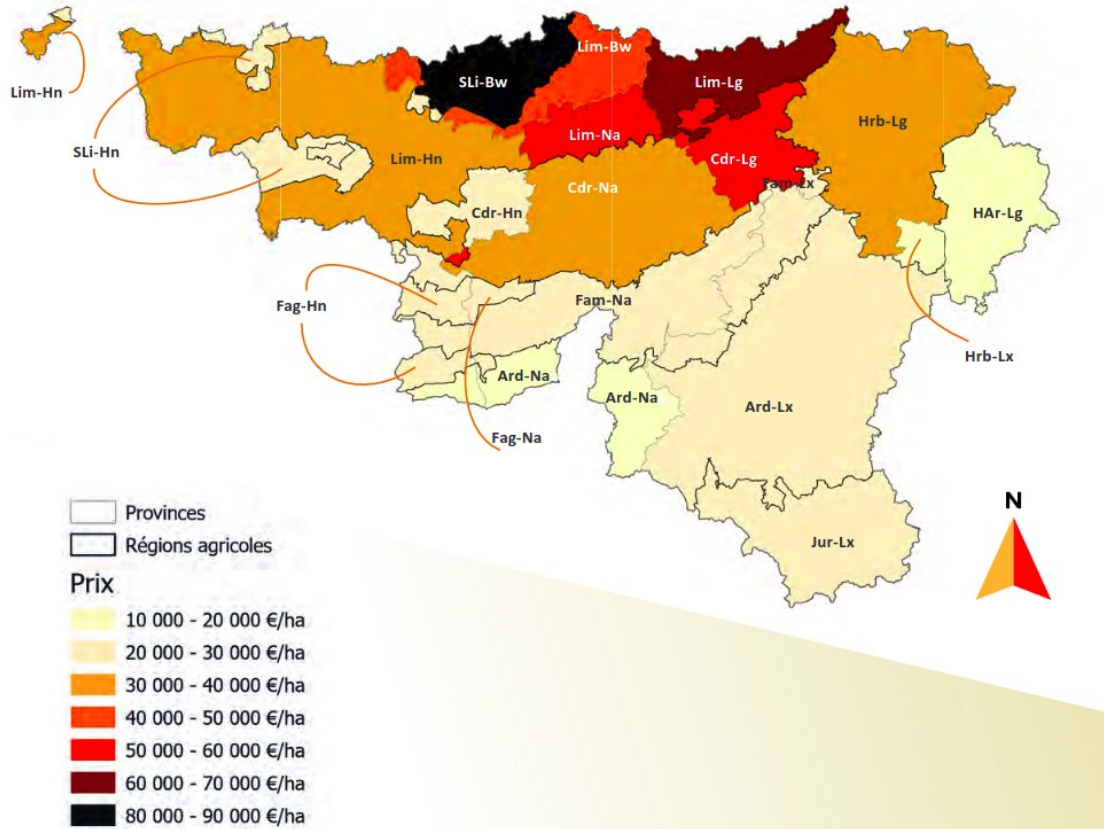 Lim-Hn
SLi-Hn
SLi-Bw
Lim-Bw
Lim-Lg
Lim-Na
Hrb-Lg
Lim-Hn
Cdr-Lg
Cdr-Na
Fam-Lx
Cdr-Hn
HAr-Lg
Fag-Hn
Fam-Na
Hrb-Lx
Ard-Na
Ard-Na
Ard-Lx
Fag-Na
Jur-Lx
N
Provinces
Régions agricoles
Prix
10 000 - 20 000 €/ha
20 000 - 30 000 €/ha
30 000 - 40 000 €/ha
40 000 - 50 000 €/ha
50 000 - 60 000 €/ha
60 000 - 70 000 €/ha
80 000 - 90 000 €/ha